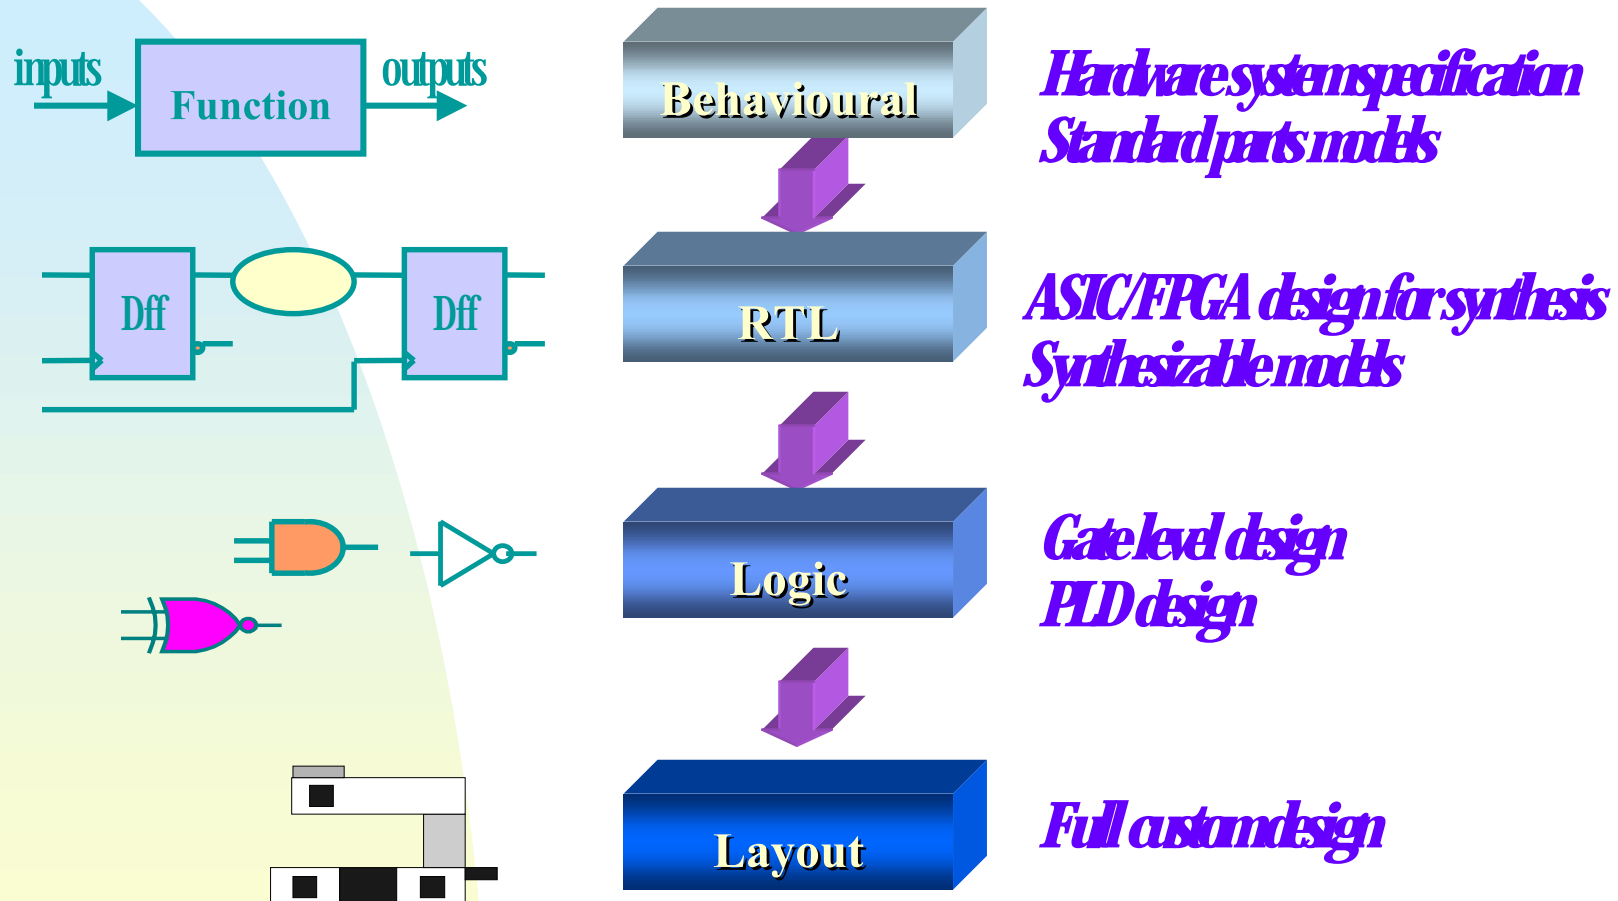 inputs
Function
outputs
Behavioural
Hardware system specification
Standard parts models
Dff
Dff
RTL
ASIC/FPGA design for synthesis
Synthesizable models
Logic
Gate level design
PLD design
Layout
Full custom design